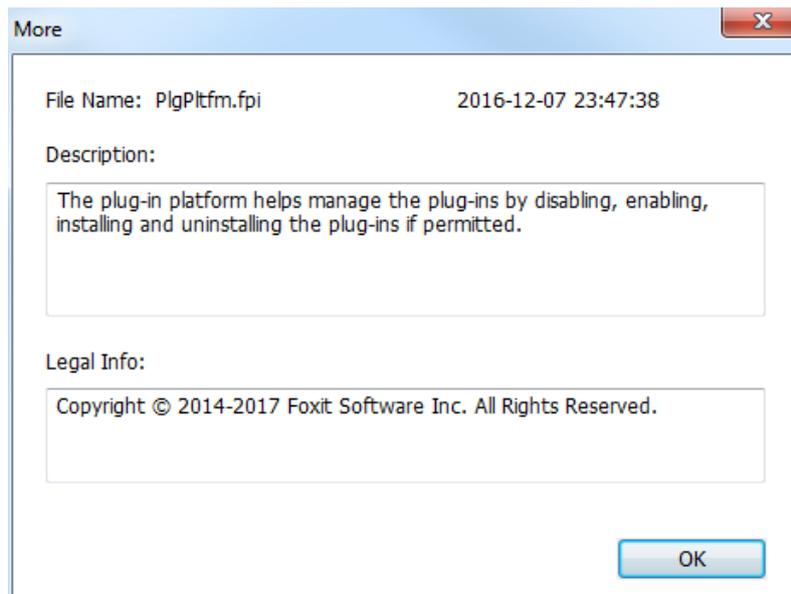 More
File Name: PlgPltfm.fpi 2016-12-07 23:47:38
Description:
The plug-in platform helps manage the plug-ins by disabling, enabling,
installing and uninstalling the plug-ins if permitted.
Legal Info:
Copyright © 2014-2017 Foxit Software Inc. All Rights Reserved.
OK